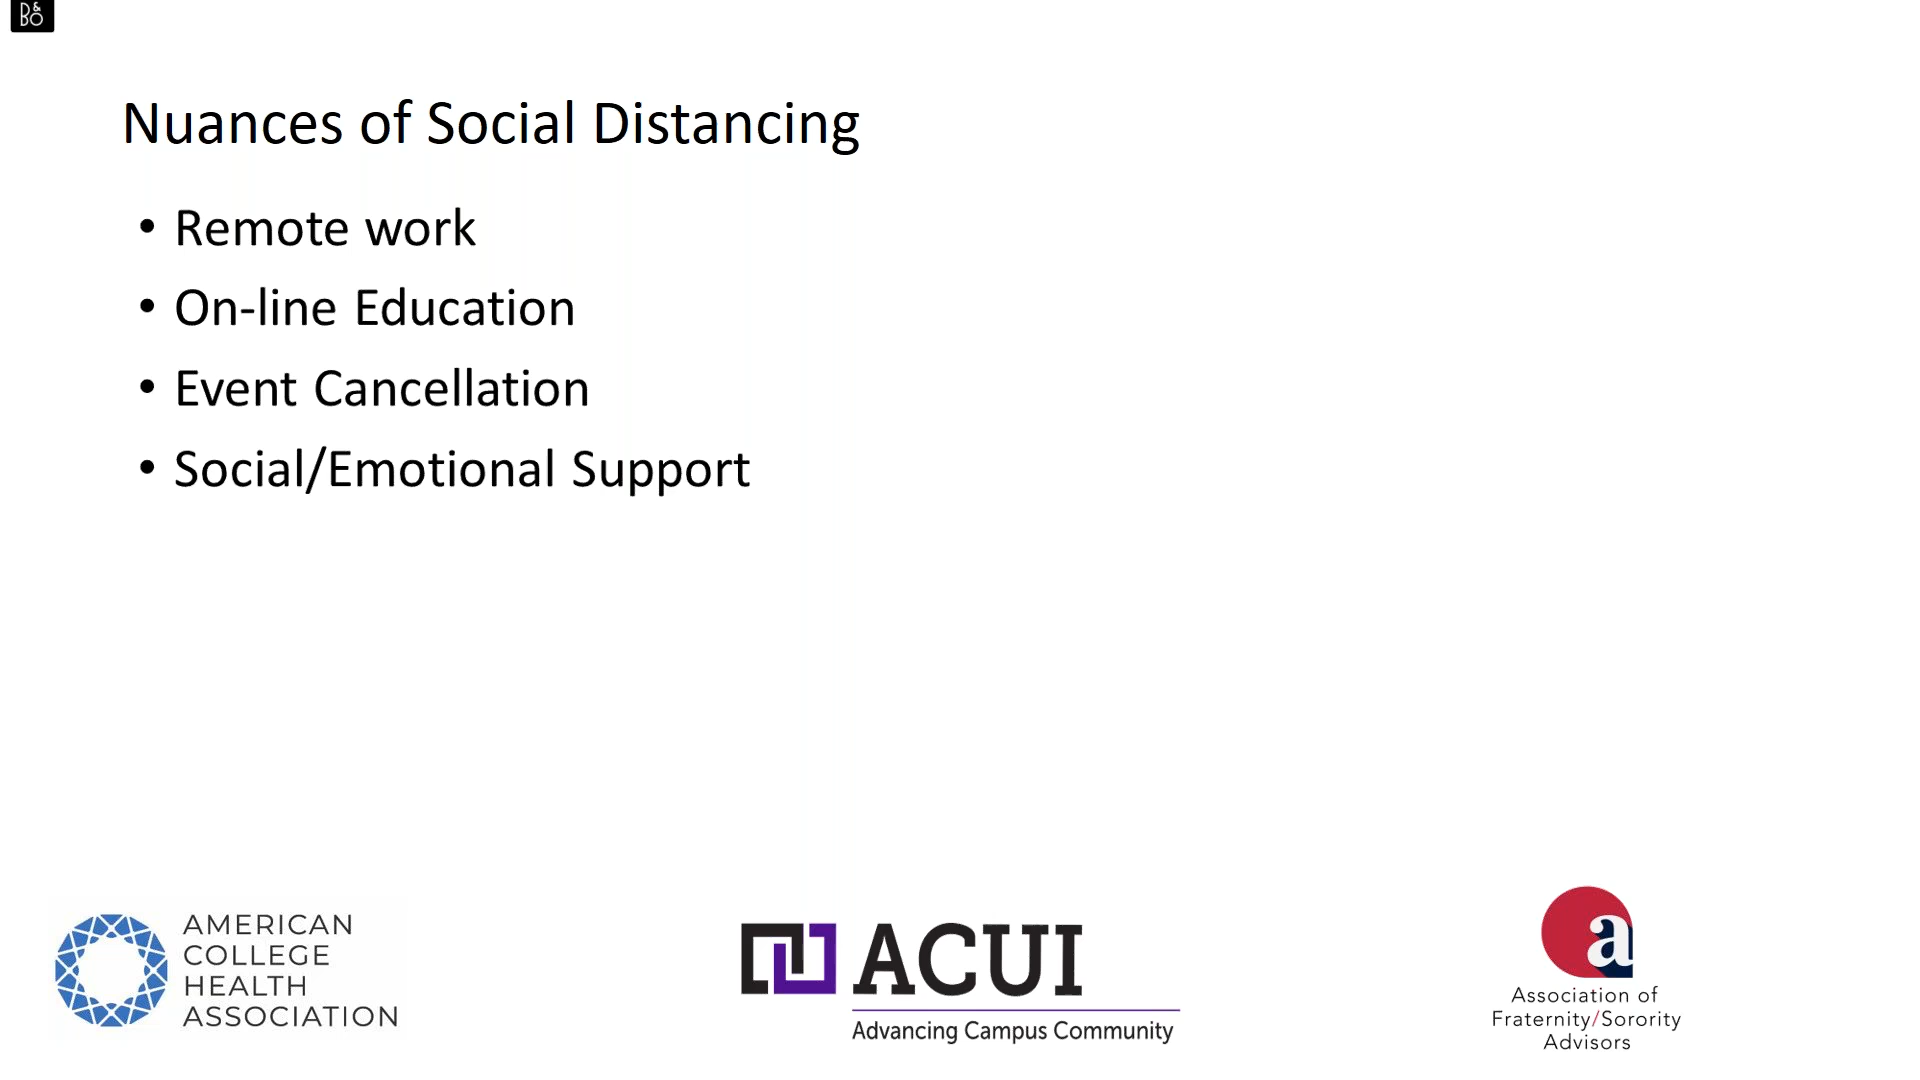 B&O
Nuances of Social Distancing
• Remote work
• On-line Education
• Event Cancellation
• Social/Emotional Support
AMERICAN
COLLEGE
HEALTH
ASSOCIATION
ACUI
Advancing Campus Community
a
Association of
Fraternity/Sorority
Advisors